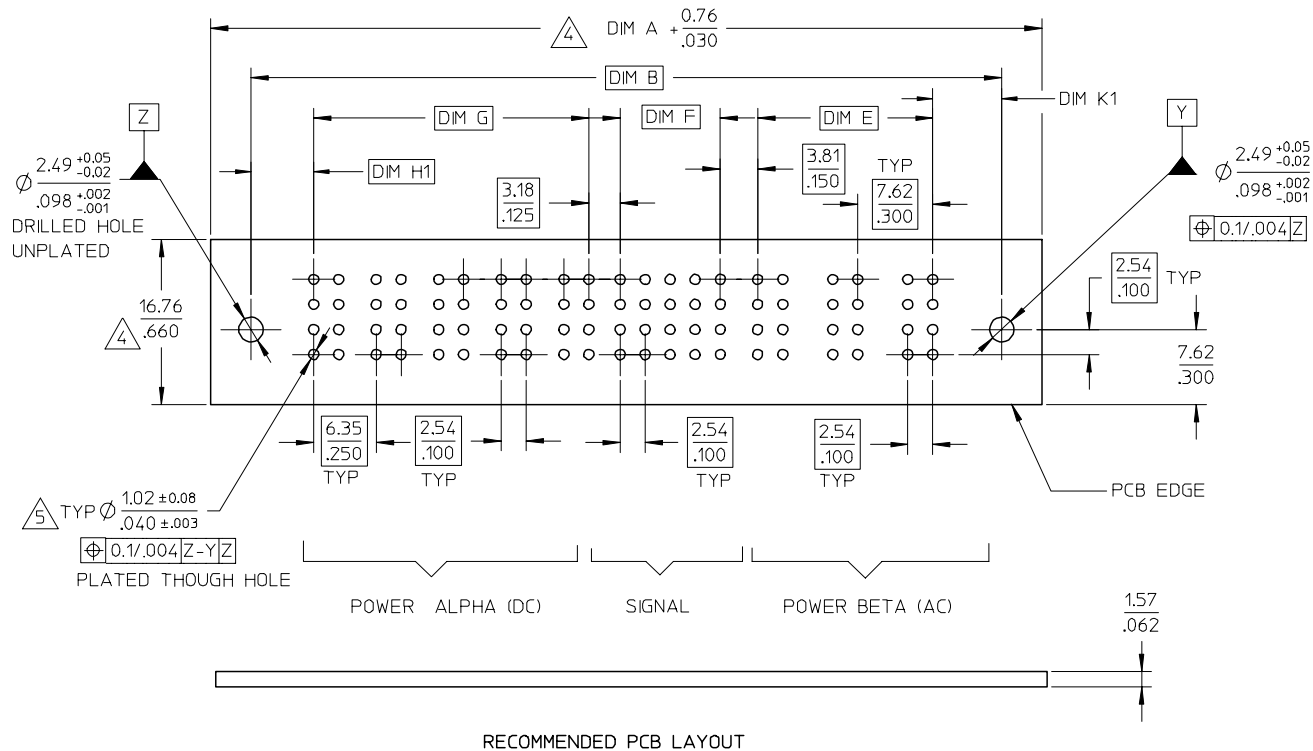 4 DIM A + 0.76
.030
DIM B
DIM K1
Z
DIM G
DIM F
DIM E
Y
⌀ 2.49 +0.05 -0.02
.098 +.002 -.001
DRILLED HOLE
UNPLATED
DIM H1
3.18
.125
3.81
.150
TYP
7.62
.300
⌀ 2.49 +0.05 -0.02
.098 +.002 -.001
⌖ 0.1/.004 Z
2.54
.100
TYP
4 16.76
.660
7.62
.300
6.35
.250
TYP
2.54
.100
TYP
2.54
.100
TYP
2.54
.100
TYP
PCB EDGE
5 TYP ⌀ 1.02 ±0.08
.040 ±.003
⌖ 0.1/.004 Z-Y Z
PLATED THOUGH HOLE
POWER ALPHA (DC)
SIGNAL
POWER BETA (AC)
1.57
.062
RECOMMENDED PCB LAYOUT